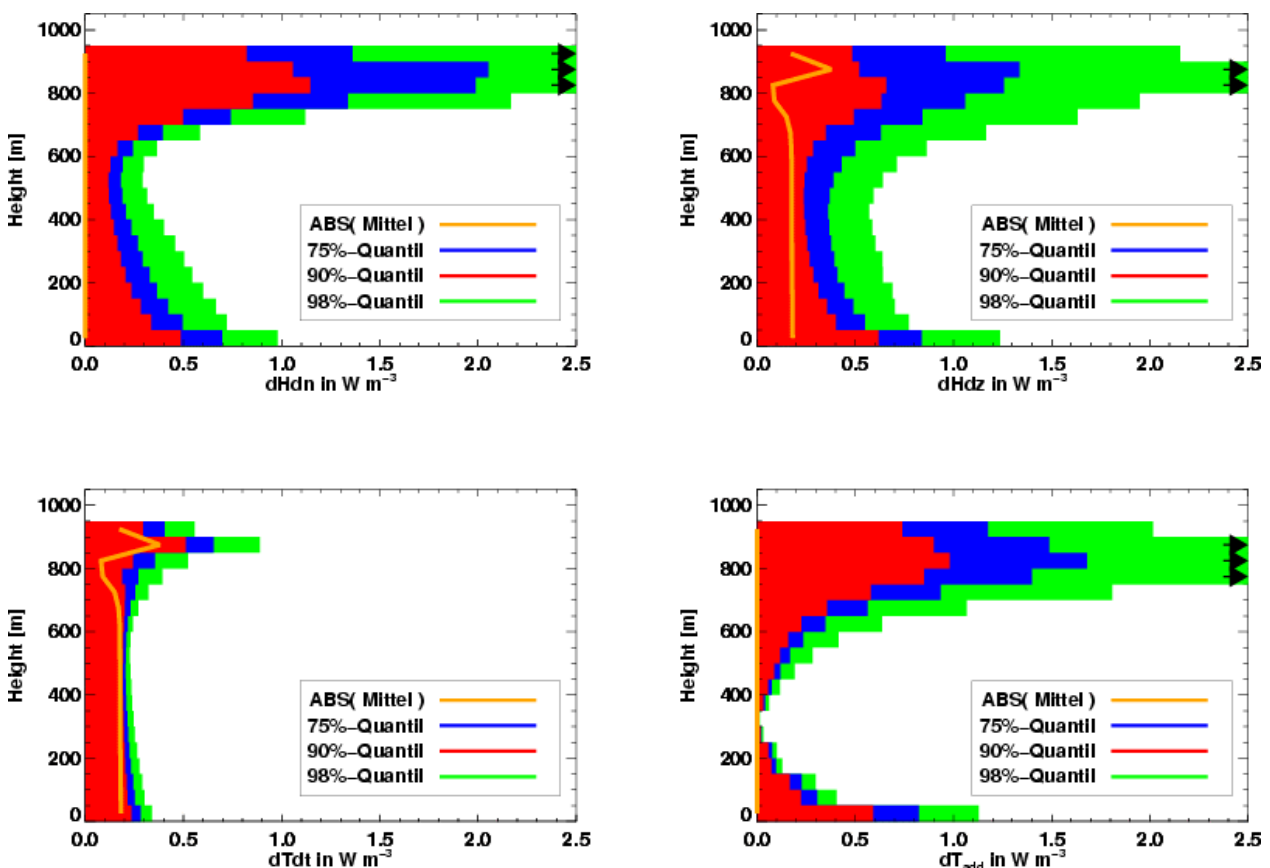 1000
800
600
400
200
0
Height [m]
ABS( Mittel )
75%–Quantil
90%–Quantil
98%–Quantil
0.0 0.5 1.0 1.5 2.0 2.5
dHdn in W m⁻³
1000
800
600
400
200
0
Height [m]
ABS( Mittel )
75%–Quantil
90%–Quantil
98%–Quantil
0.0 0.5 1.0 1.5 2.0 2.5
dHdz in W m⁻³
1000
800
600
400
200
0
Height [m]
ABS( Mittel )
75%–Quantil
90%–Quantil
98%–Quantil
0.0 0.5 1.0 1.5 2.0 2.5
dTdt in W m⁻³
1000
800
600
400
200
0
Height [m]
ABS( Mittel )
75%–Quantil
90%–Quantil
98%–Quantil
0.0 0.5 1.0 1.5 2.0 2.5
dT_add in W m⁻³